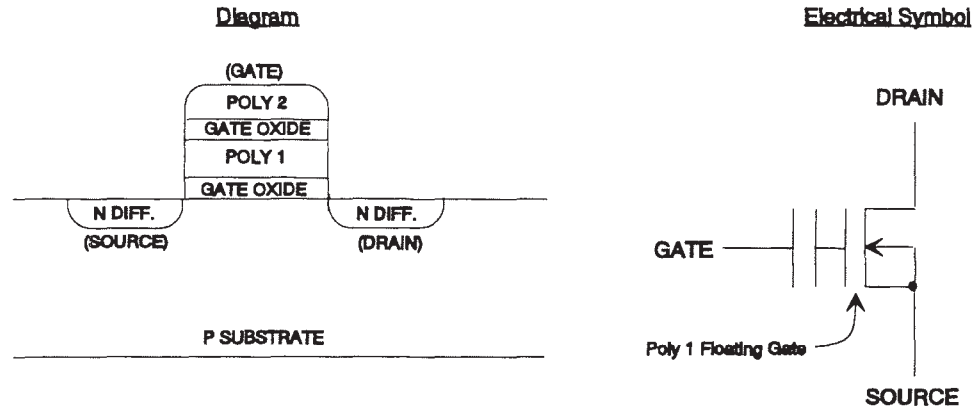 Diagram
(GATE)
POLY 2
GATE OXIDE
POLY 1
GATE OXIDE
N DIFF.
N DIFF.
(SOURCE)
(DRAIN)
P SUBSTRATE
Electrical Symbol
DRAIN
GATE
Poly 1 Floating Gate
SOURCE